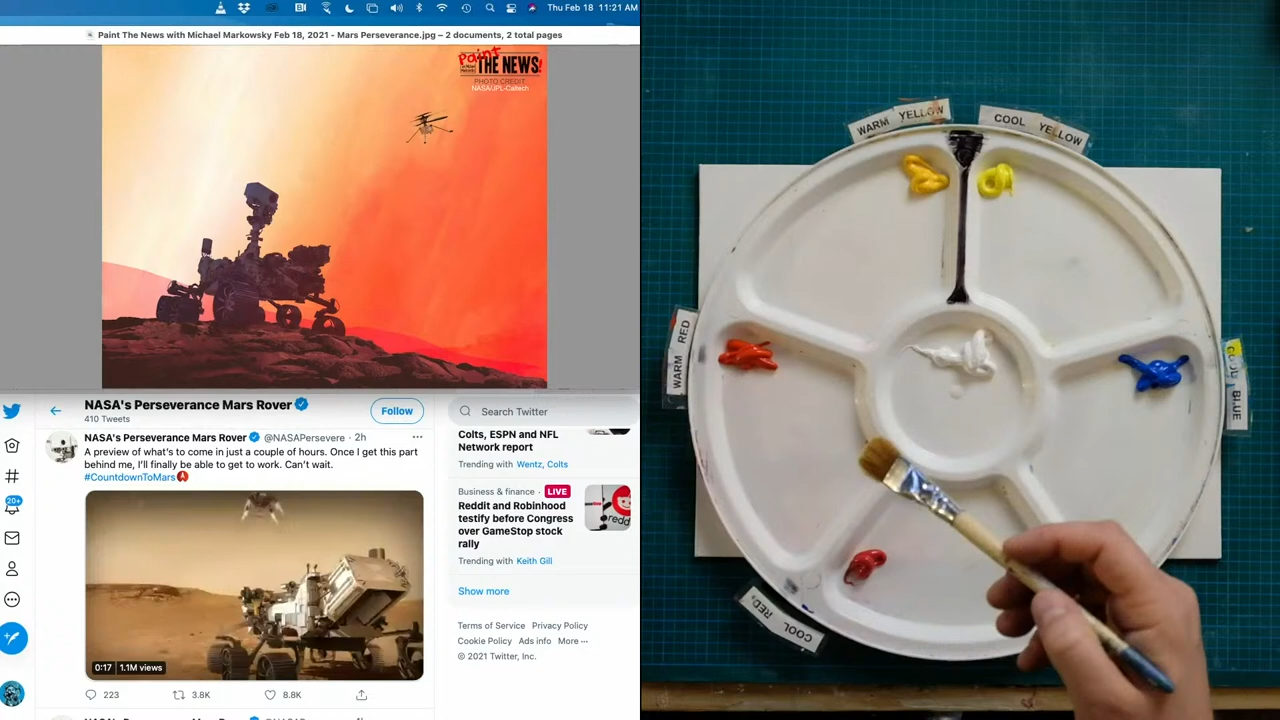 Thu Feb 18 11:21 AM
Paint The News with Michael Markowsky Feb 18, 2021 - Mars Perseverance.jpg – 2 documents, 2 total pages
Paint
THE NEWS!
PHOTO CREDIT:
NASA/JPL-Caltech
NASA's Perseverance Mars Rover
410 Tweets
Follow
Search Twitter
NASA's Perseverance Mars Rover @NASAPersevere · 2h
A preview of what's to come in just a couple of hours. Once I get this part
behind me, I'll finally be able to get to work. Can't wait.
#CountdownToMars
0:17 1.1M views
223 3.8K 8.8K
20+
Colts, ESPN and NFL
Network report
Trending with Wentz, Colts
Business & finance · LIVE
Reddit and Robinhood
testify before Congress
over GameStop stock
rally
Trending with Keith Gill
Show more
Terms of Service Privacy Policy
Cookie Policy Ads info More ···
© 2021 Twitter, Inc.
WARM YELLOW
COOL YELLOW
WARM RED
COOL BLUE
COOL RED